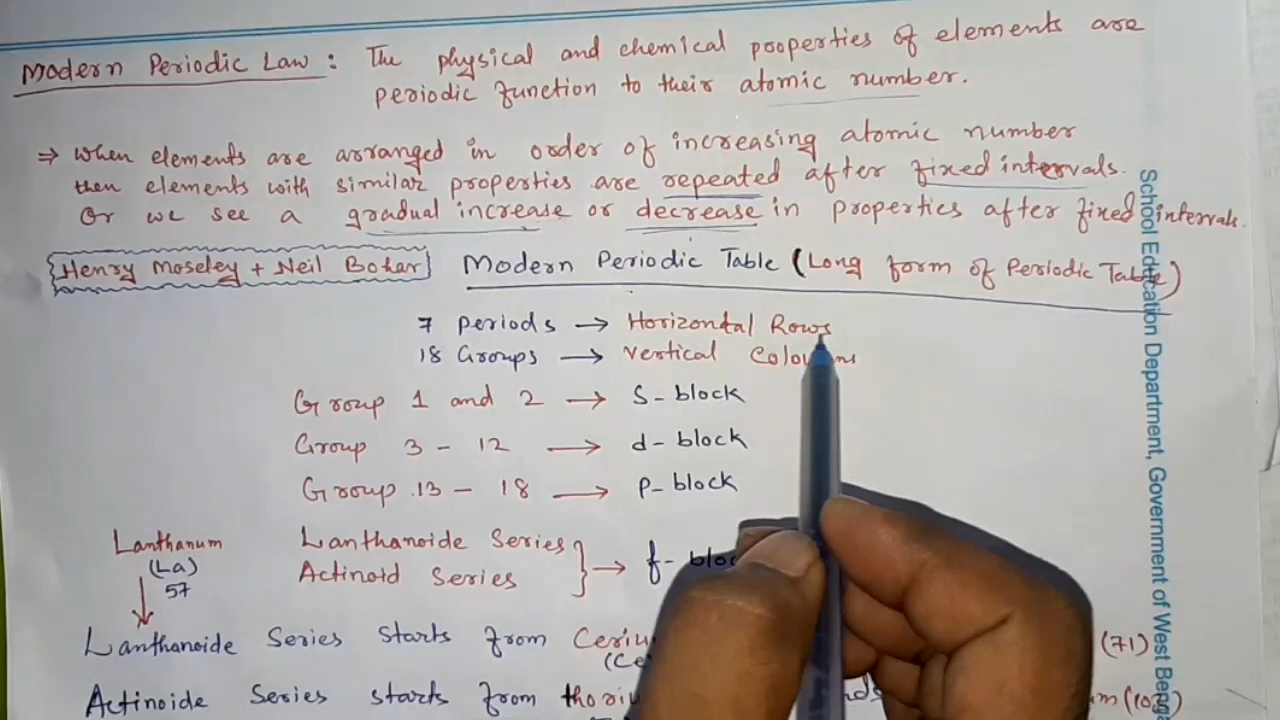 Modern Periodic Law : The physical and chemical properties of elements are
periodic function to their atomic number.
⇒ When elements are arranged in order of increasing atomic number
then elements with similar properties are repeated after fixed intervals.
Or we see a gradual increase or decrease in properties after fixed intervals.
Henry Moseley + Neil Bohar
Modern Periodic Table (Long form of Periodic Table)
7 Periods → Horizontal Rows
18 Groups → Vertical
Group 1 and 2 → S-block
Group 3 - 12 → d-block
Group 13 - 18 → P-block
Lanthanum
(La)
57
Lanthanoide Series
Actinoid Series
→ f-
Lanthanoide Series Starts from (71)
(Ce
Actinoide Series starts from
School Education Department, Government of West